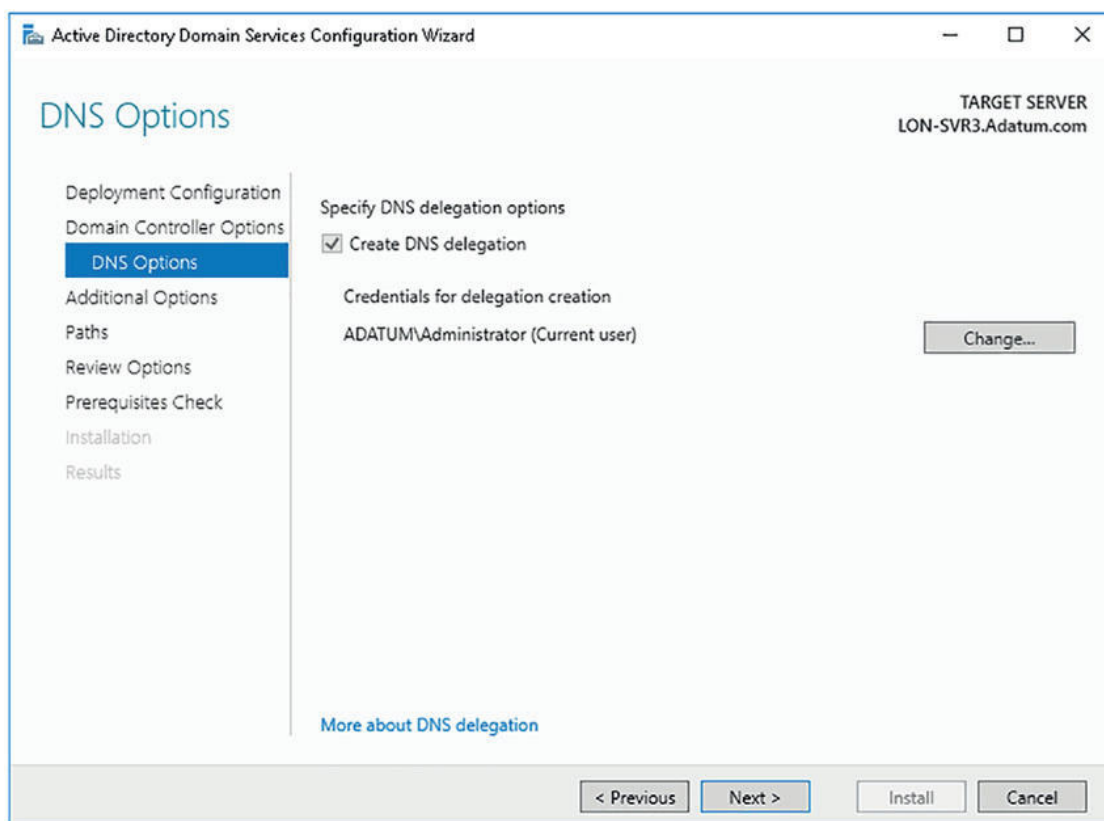 Active Directory Domain Services Configuration Wizard
DNS Options
TARGET SERVER
LON-SVR3.Adatum.com
Deployment Configuration
Domain Controller Options
DNS Options
Additional Options
Paths
Review Options
Prerequisites Check
Installation
Results
Specify DNS delegation options
Create DNS delegation
Credentials for delegation creation
ADATUM\Administrator (Current user)
Change...
More about DNS delegation
< Previous
Next >
Install
Cancel